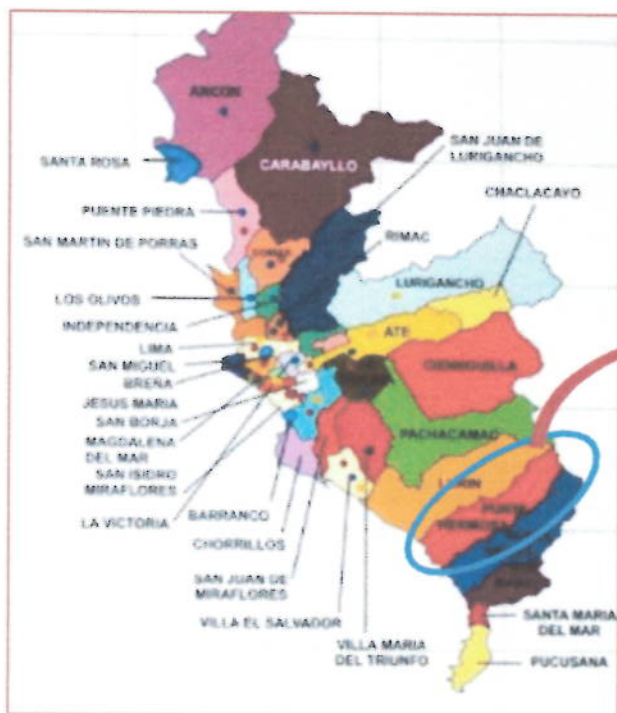 ANCON
SANTA ROSA
CARABAYLLO
SAN JUAN DE
LURIGANCHO
CHACLACAYO
PUENTE PIEDRA
SAN MARTIN DE PORRAS
RIMAC
LURIGANCHO
LOS OLIVOS
INDEPENDENCIA
ATE
LIMA
SAN MIGUEL
BREÑA
CIENEGUILLA
JESUS MARIA
SAN BORJA
PACHACAMAC
MAGDALENA
DEL MAR
SAN ISIDRO
MIRAFLORES
LURIN
PUNTA
HERMOSA
LA VICTORIA
BARRANCO
CHORRILLOS
SAN JUAN DE
MIRAFLORES
VILLA EL SALVADOR
VILLA MARIA
DEL TRIUNFO
SANTA MARIA
DEL MAR
PUCUSANA